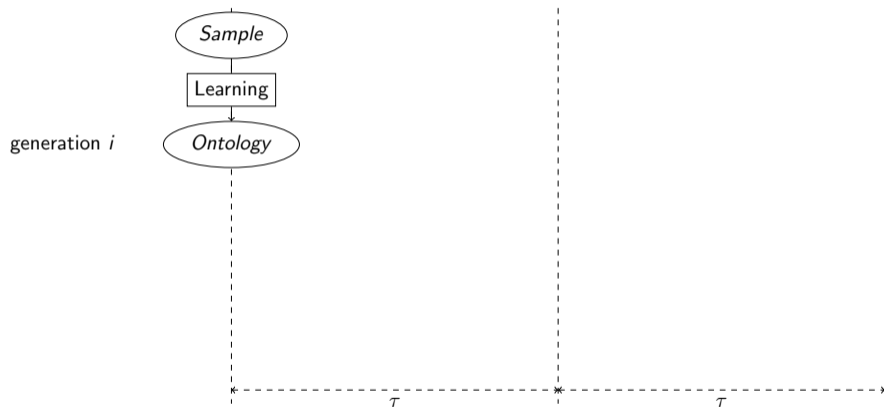 Sample
Learning
generation i
Ontology
τ
τ